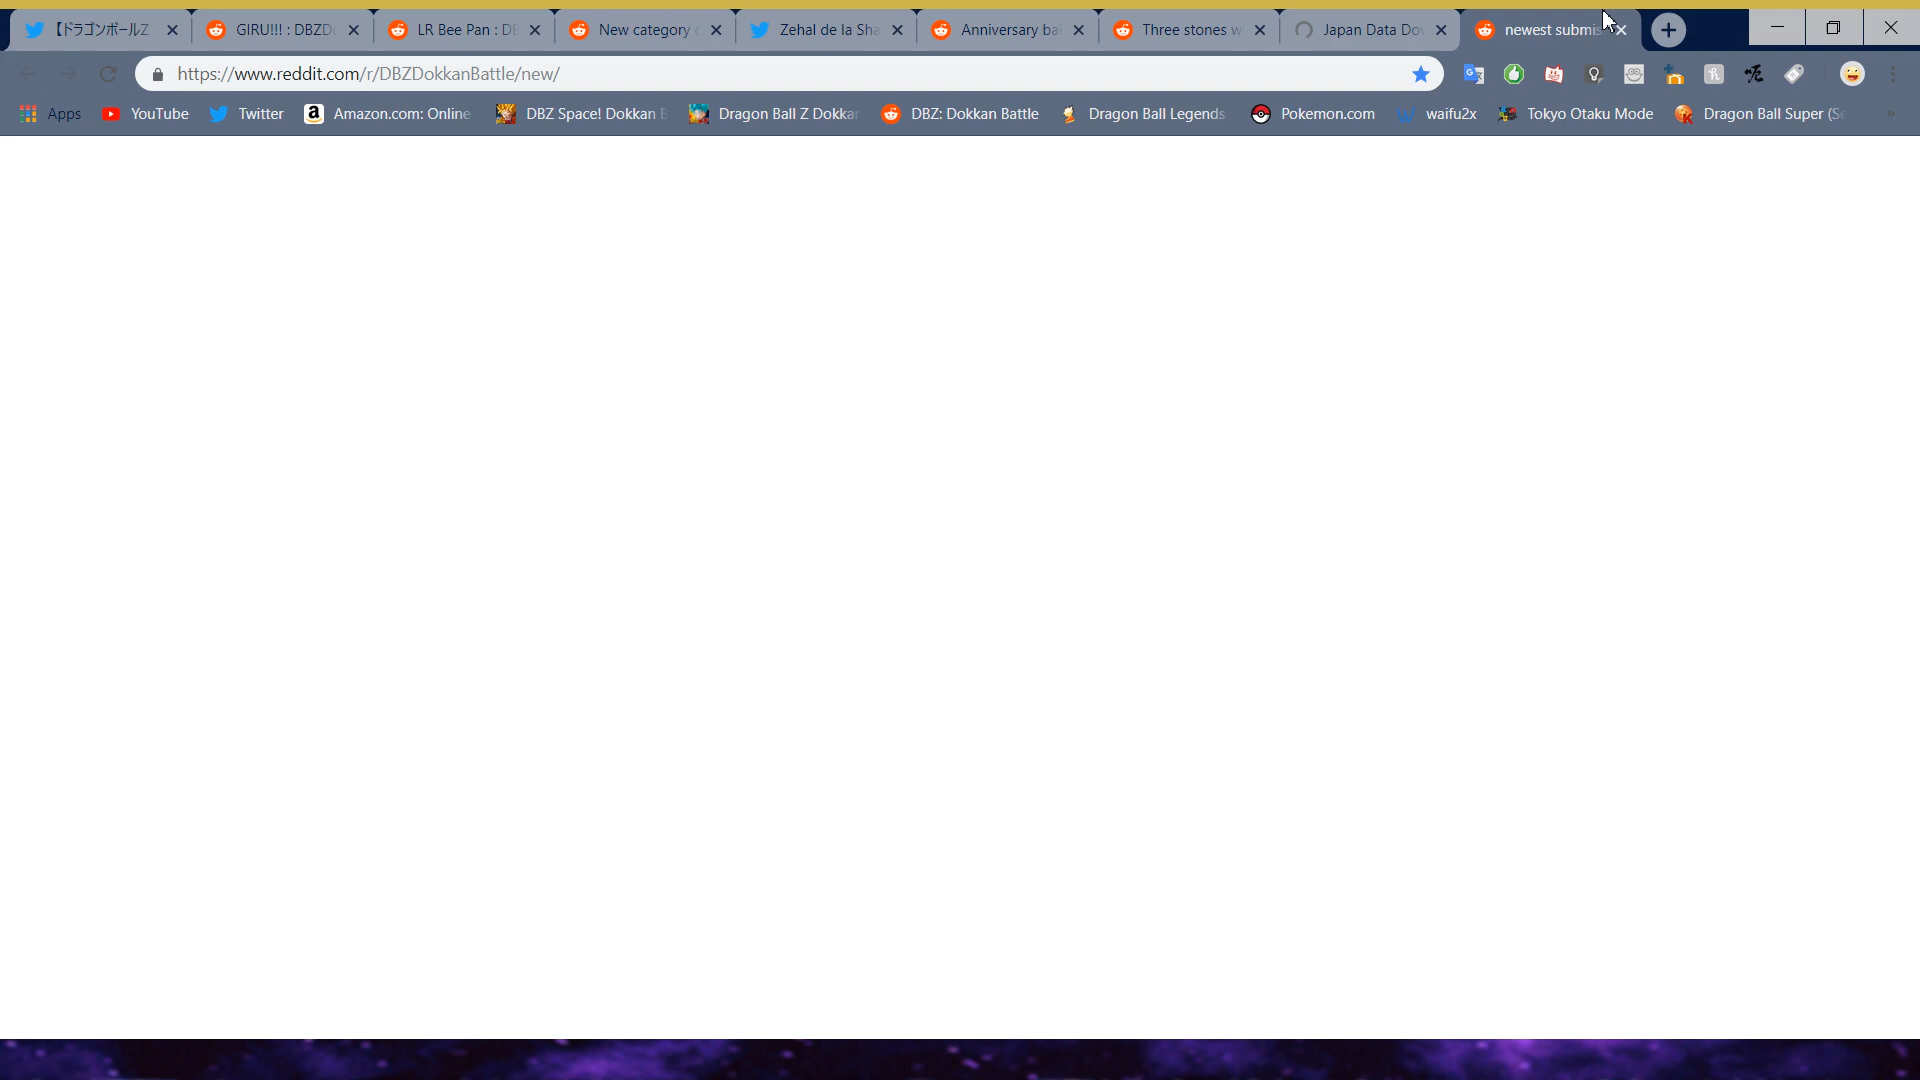 【ドラゴンボールZ
GIRU!!! : DBZD
LR Bee Pan : DB
New category
Zehal de la Sha
Anniversary ba
Three stones w
Japan Data Do
newest submis
https://www.reddit.com/r/DBZDokkanBattle/new/
Apps
YouTube
Twitter
Amazon.com: Online
DBZ Space! Dokkan B
Dragon Ball Z Dokka
DBZ: Dokkan Battle
Dragon Ball Legends
Pokemon.com
waifu2x
Tokyo Otaku Mode
Dragon Ball Super (S